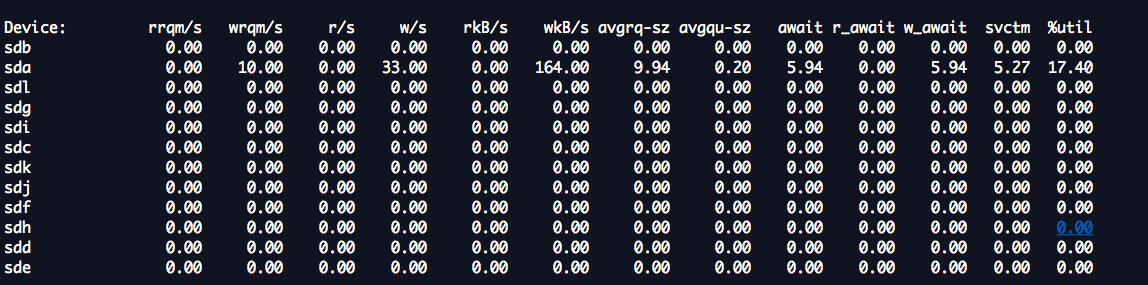 Device: rrqm/s wrqm/s r/s w/s rkB/s wkB/s avgrq-sz avgqu-sz await r_await w_await svctm %util
sdb 0.00 0.00 0.00 0.00 0.00 0.00 0.00 0.00 0.00 0.00 0.00 0.00 0.00
sda 0.00 10.00 0.00 33.00 0.00 164.00 9.94 0.20 5.94 0.00 5.94 5.27 17.40
sdl 0.00 0.00 0.00 0.00 0.00 0.00 0.00 0.00 0.00 0.00 0.00 0.00 0.00
sdg 0.00 0.00 0.00 0.00 0.00 0.00 0.00 0.00 0.00 0.00 0.00 0.00 0.00
sdi 0.00 0.00 0.00 0.00 0.00 0.00 0.00 0.00 0.00 0.00 0.00 0.00 0.00
sdc 0.00 0.00 0.00 0.00 0.00 0.00 0.00 0.00 0.00 0.00 0.00 0.00 0.00
sdk 0.00 0.00 0.00 0.00 0.00 0.00 0.00 0.00 0.00 0.00 0.00 0.00 0.00
sdj 0.00 0.00 0.00 0.00 0.00 0.00 0.00 0.00 0.00 0.00 0.00 0.00 0.00
sdf 0.00 0.00 0.00 0.00 0.00 0.00 0.00 0.00 0.00 0.00 0.00 0.00 0.00
sdh 0.00 0.00 0.00 0.00 0.00 0.00 0.00 0.00 0.00 0.00 0.00 0.00 0.00
sdd 0.00 0.00 0.00 0.00 0.00 0.00 0.00 0.00 0.00 0.00 0.00 0.00 0.00
sde 0.00 0.00 0.00 0.00 0.00 0.00 0.00 0.00 0.00 0.00 0.00 0.00 0.00